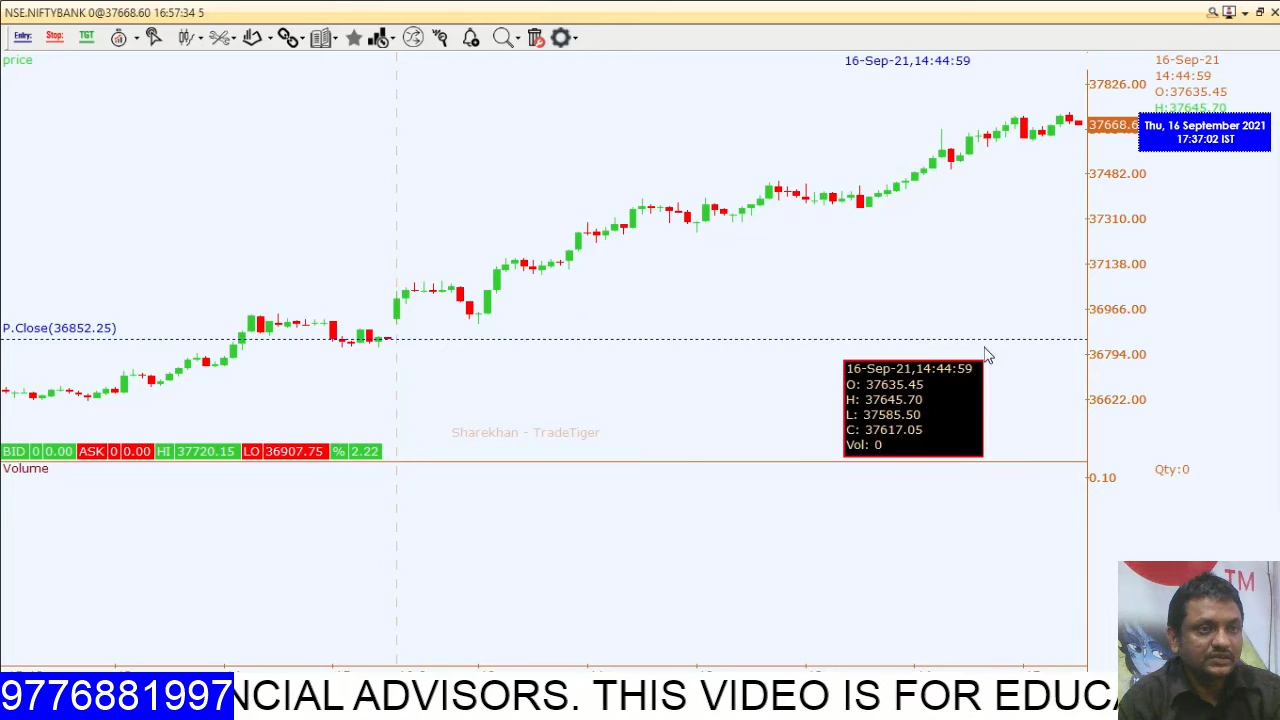 NSE.NIFTYBANK 0@37668.60 16:57:34 5
Entry:
Stop:
TGT
price
16-Sep-21,14:44:59
16-Sep-21
14:44:59
O:37635.45
H:37645.70
37826.00
37668.6
Thu, 16 September 2021
17:37:02 IST
37482.00
37310.00
37138.00
36966.00
P.Close(36852.25)
36794.00
36622.00
16-Sep-21,14:44:59
O: 37635.45
H: 37645.70
L: 37585.50
C: 37617.05
Vol: 0
Sharekhan - TradeTiger
BID 0 0.00 ASK 0 0.00 HI 37720.15 LO 36907.75 % 2.22
Volume
Qty:0
0.10
TM
9776881997 NCIAL ADVISORS. THIS VIDEO IS FOR EDUCA